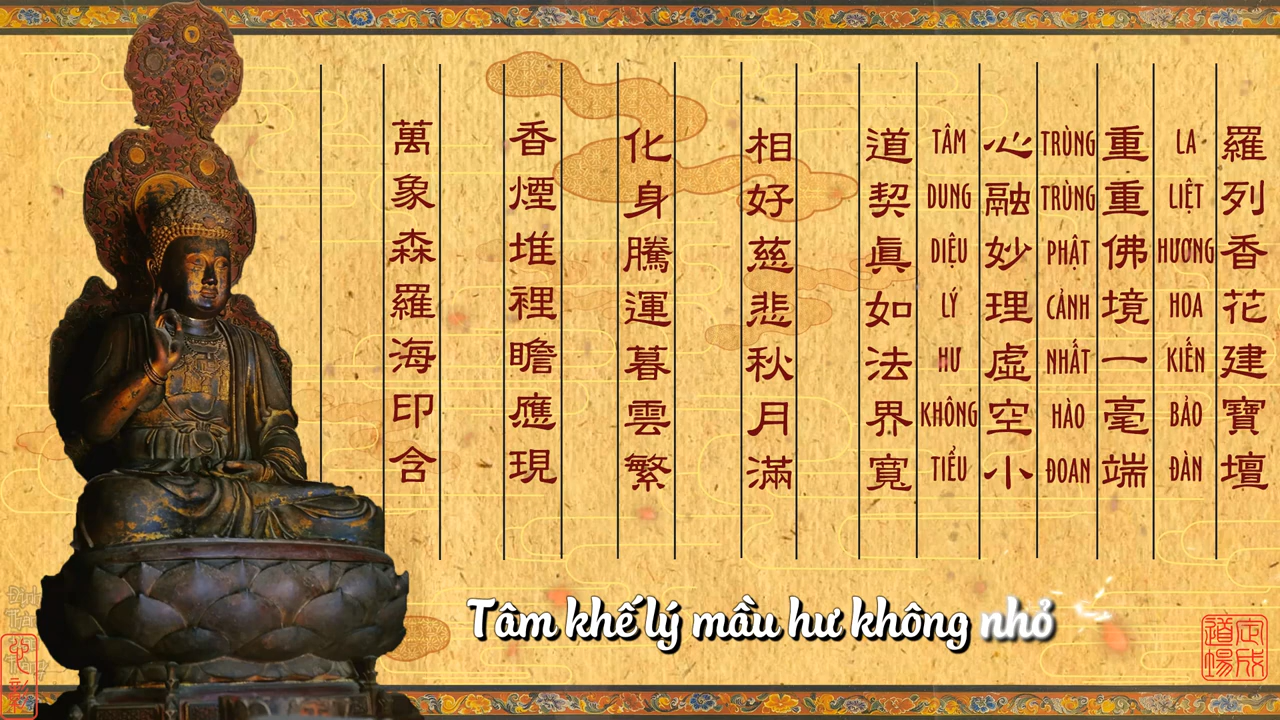 羅列香花建寶壇
LA LIỆT HƯƠNG HOA KIẾN BẢO ĐÀN
重重佛境一毫端
TRÙNG TRÙNG PHẬT CẢNH NHẤT HÀO ĐOAN
心融妙理虛空小
TÂM DUNG DIỆU LÝ HƯ KHÔNG TIỂU
道契眞如法界寬
相好慈悲秋月滿
化身騰運暮雲繁
香煙堆裡瞻應現
萬象森羅海印含
Tâm khế lý mầu hư không nhỏ